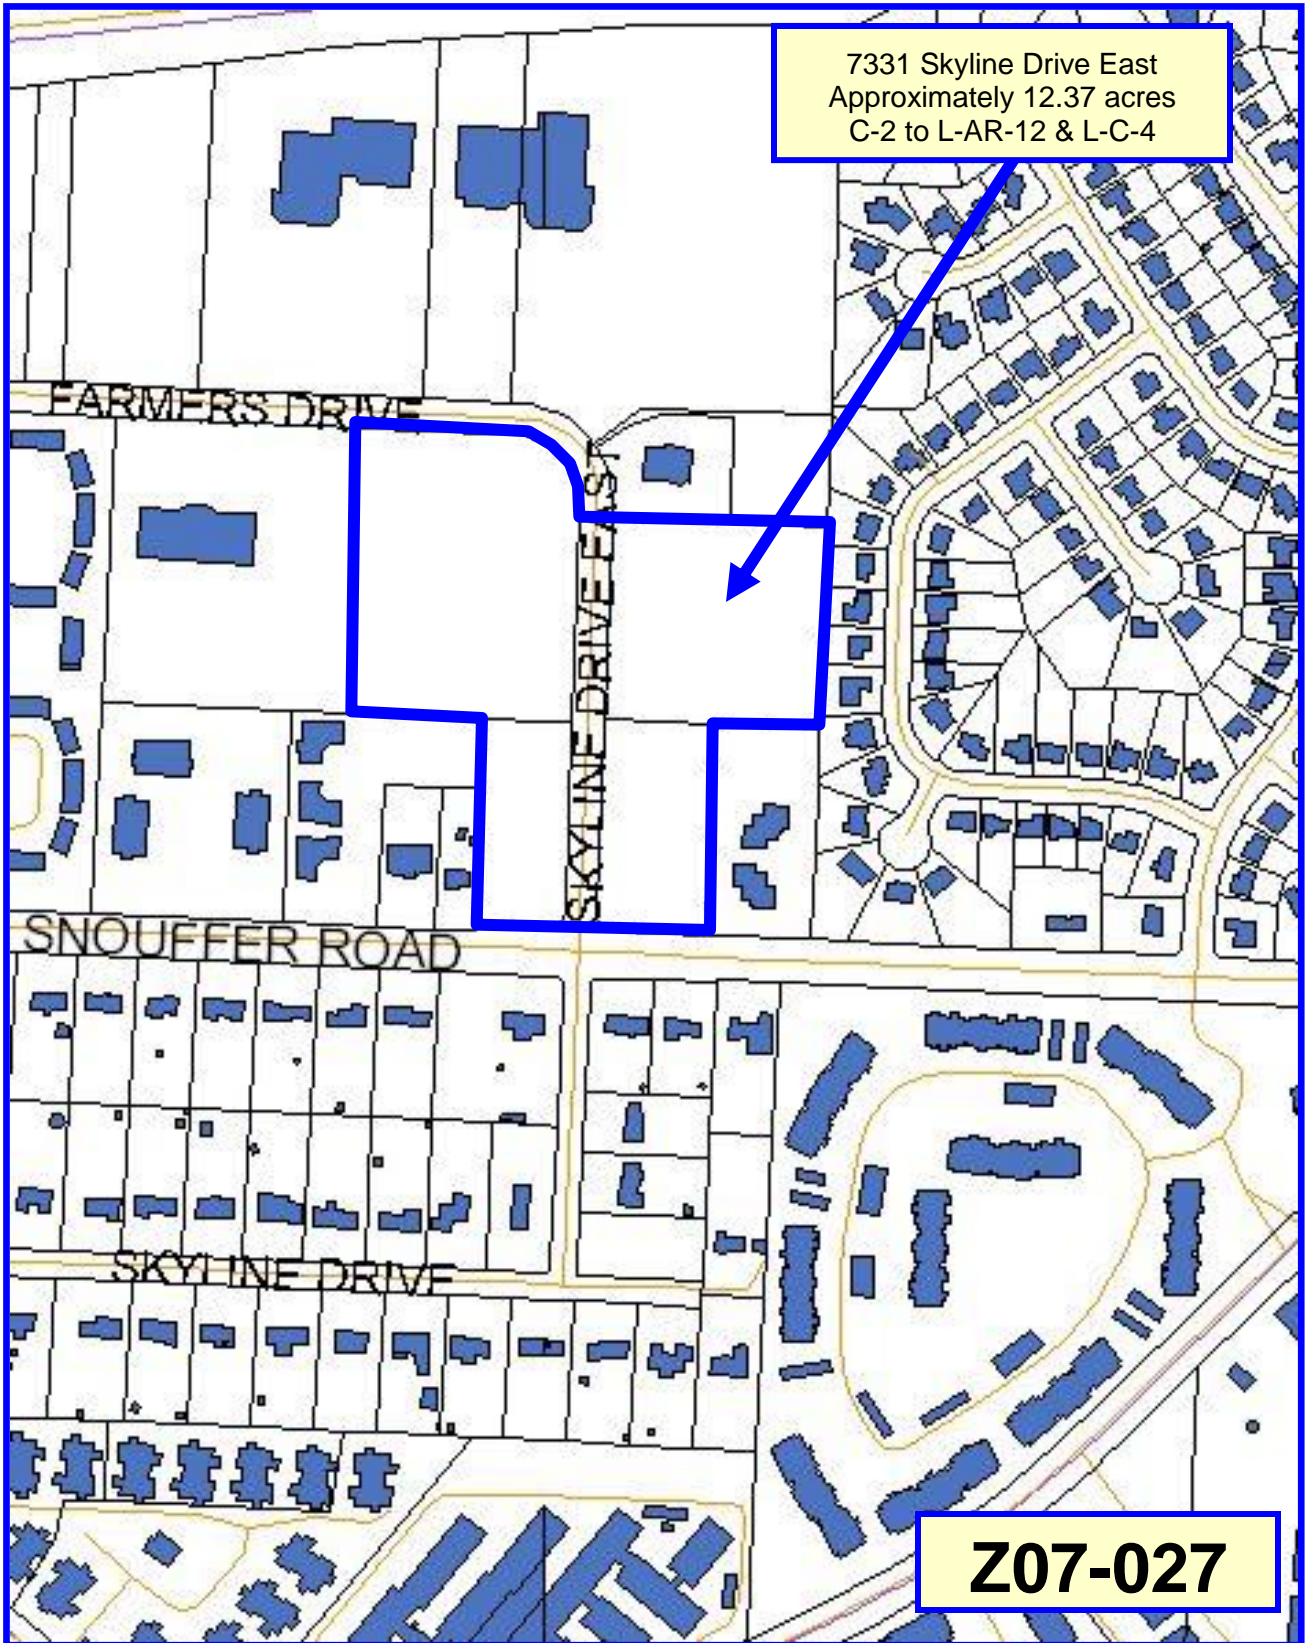 7331 Skyline Drive East
Approximately 12.37 acres
C-2 to L-AR-12 & L-C-4
FARMERS DRIVE
SKYLINE DRIVE EAST
SNOUFFER ROAD
SKYLINE DRIVE
Z07-027